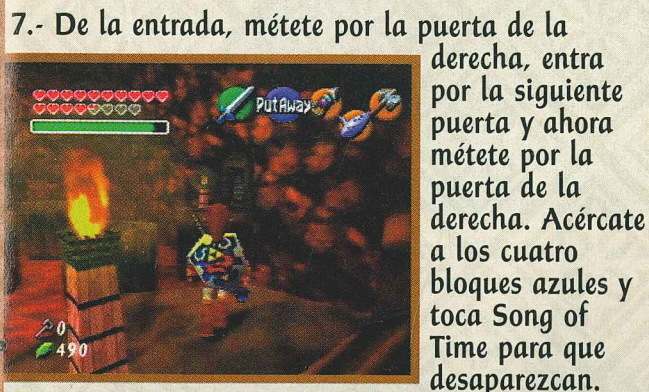 7.- De la entrada, métete por la puerta de la
derecha, entra
por la siguiente
puerta y ahora
métete por la
puerta de la
derecha. Acércate
a los cuatro
bloques azules y
toca Song of
Time para que
desaparezcan.
PutAway
0
490